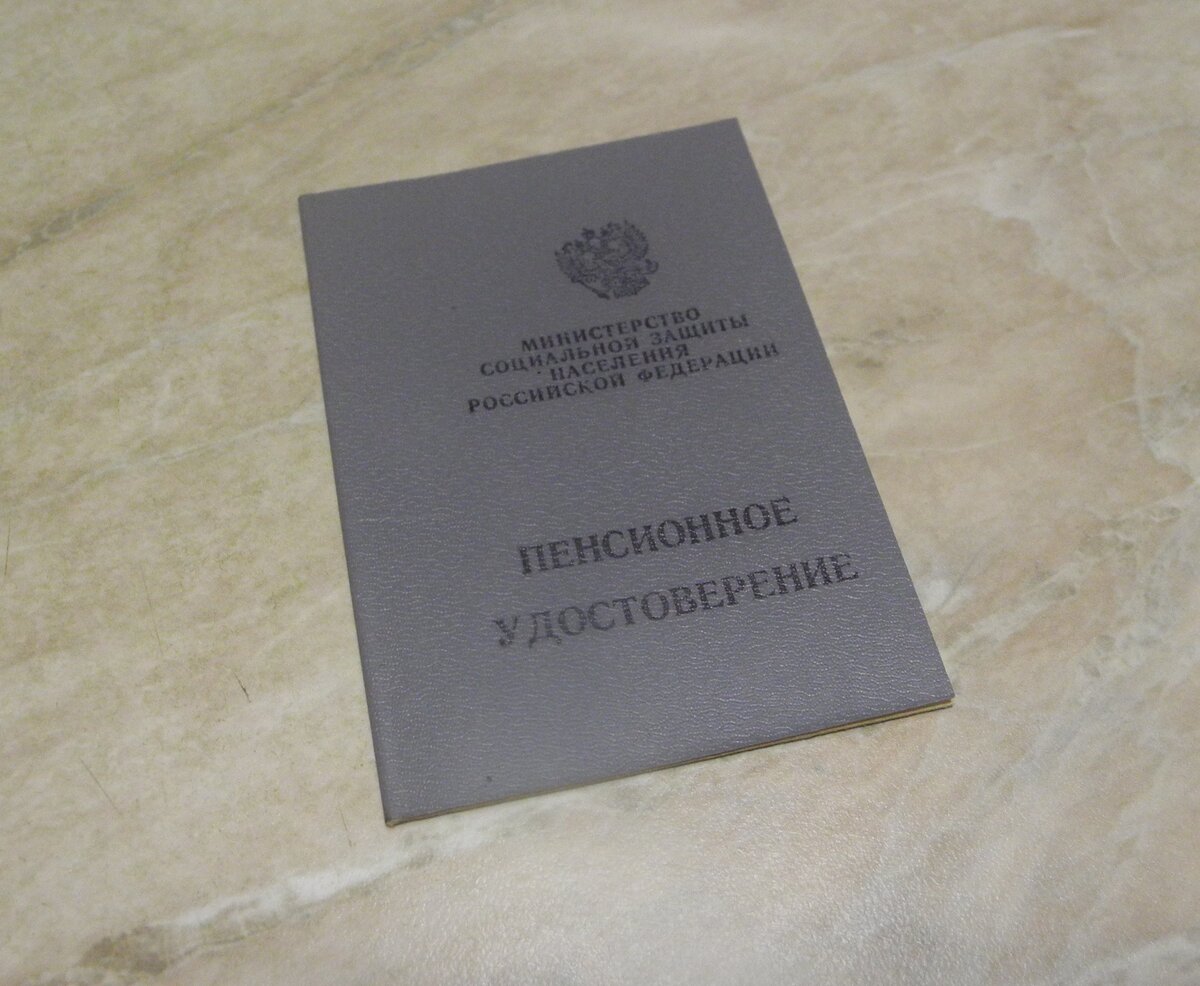 МИНИСТЕРСТВО
СОЦИАЛЬНОЙ ЗАЩИТЫ
НАСЕЛЕНИЯ
РОССИЙСКОЙ ФЕДЕРАЦИИ
ПЕНСИОННОЕ
УДОСТОВЕРЕНИЕ